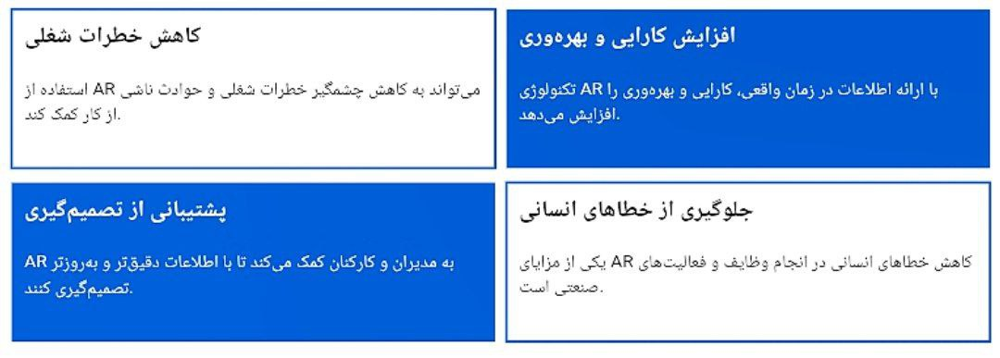 افزایش کارایی و بهره‌وری
تکنولوژی AR با ارائه اطلاعات در زمان واقعی، کارایی و بهره‌وری را
افزایش می‌دهد.
کاهش خطرات شغلی
استفاده از AR می‌تواند به کاهش چشمگیر خطرات شغلی و حوادث ناشی
از کار کمک کند.
جلوگیری از خطاهای انسانی
یکی از مزایای AR کاهش خطاهای انسانی در انجام وظایف و فعالیت‌های
صنعتی است.
پشتیبانی از تصمیم‌گیری
AR به مدیران و کارکنان کمک می‌کند تا با اطلاعات دقیق‌تر و به‌روزتر
تصمیم‌گیری کنند.